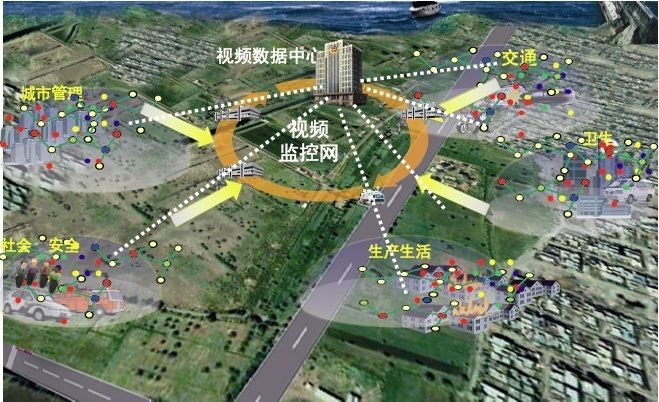 视频数据中心
交通
城市管理
视频
监控网
卫生
社会 安全
生产生活